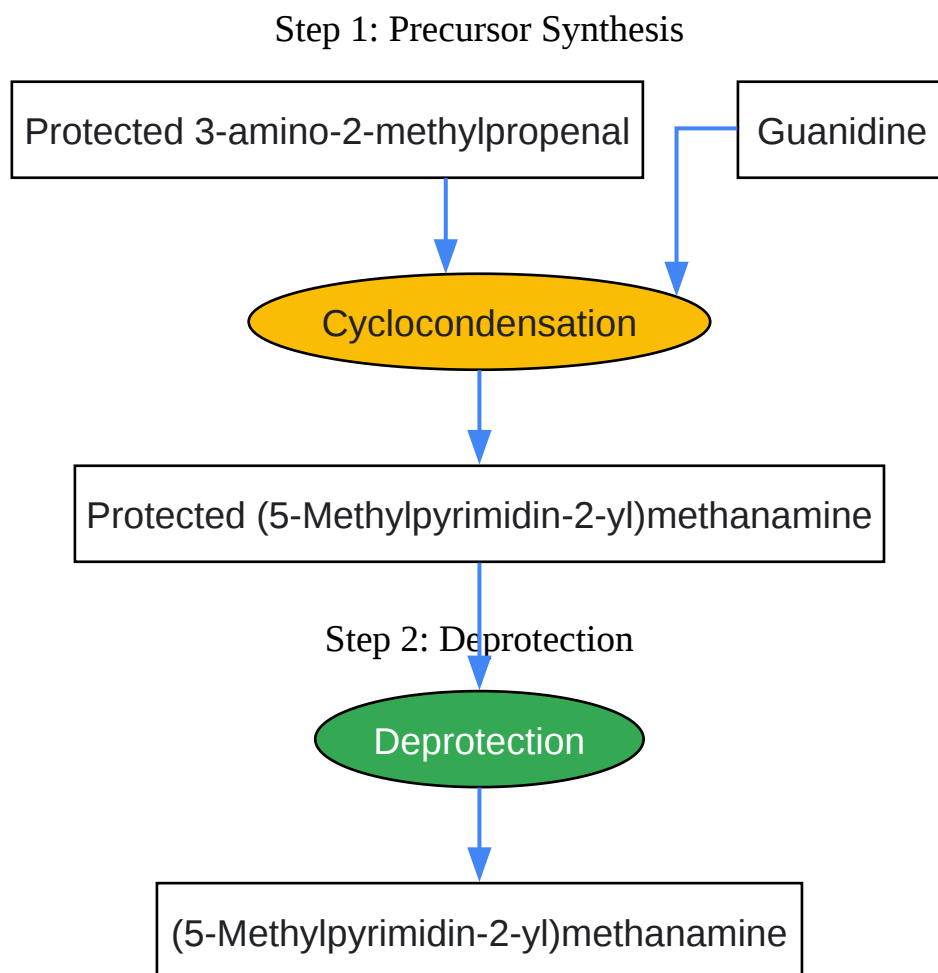 Step 1: Precursor Synthesis
Protected 3-amino-2-methylpropenal
Guanidine
Cyclocondensation
Protected (5-Methylpyrimidin-2-yl)methanamine
Step 2: Deprotection
Deprotection
(5-Methylpyrimidin-2-yl)methanamine